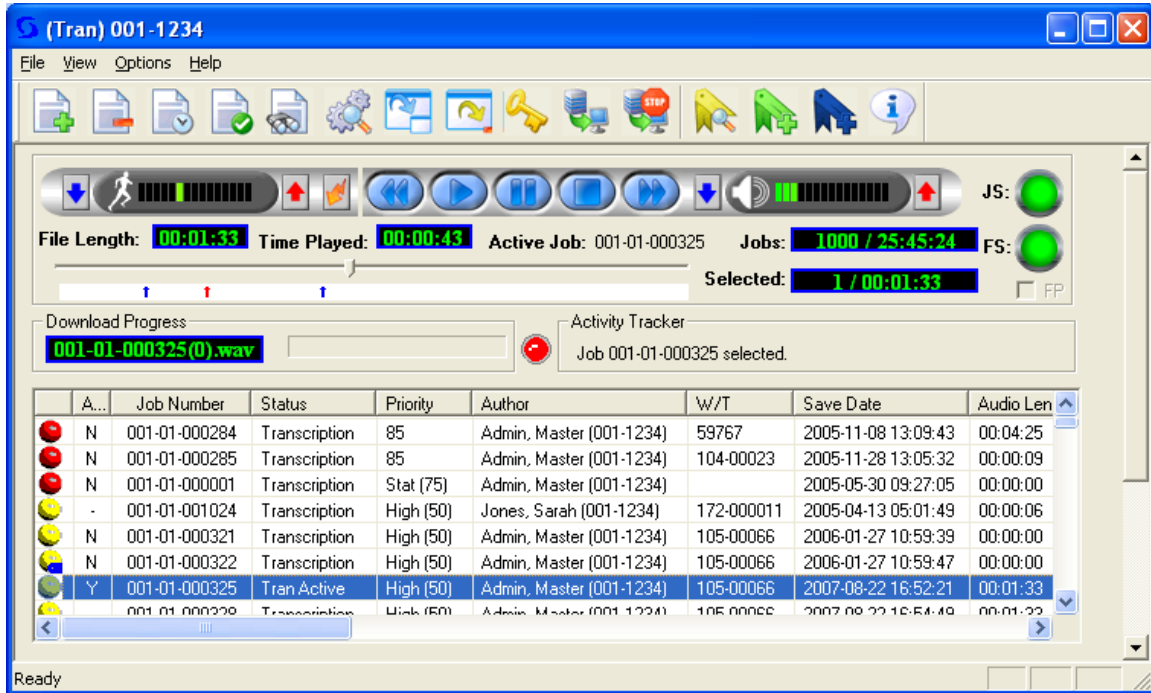 (Tran) 001-1234
File View Options Help
STOP
JS:
File Length: 00:01:33 Time Played: 00:00:43 Active Job: 001-01-000325 Jobs: 1000 / 25:45:24 FS:
Selected: 1 / 00:01:33 FP
Download Progress Activity Tracker
001-01-000325(0).wav Job 001-01-000325 selected.
A... Job Number Status Priority Author W/T Save Date Audio Len
N 001-01-000284 Transcription 85 Admin, Master (001-1234) 59767 2005-11-08 13:09:43 00:04:25
N 001-01-000285 Transcription 85 Admin, Master (001-1234) 104-00023 2005-11-28 13:05:32 00:00:09
N 001-01-000001 Transcription Stat (75) Admin, Master (001-1234) 2005-05-30 09:27:05 00:00:00
- 001-01-001024 Transcription High (50) Jones, Sarah (001-1234) 172-000011 2005-04-13 05:01:49 00:00:06
N 001-01-000321 Transcription High (50) Admin, Master (001-1234) 105-00066 2006-01-27 10:59:39 00:00:00
N 001-01-000322 Transcription High (50) Admin, Master (001-1234) 105-00066 2006-01-27 10:59:47 00:00:00
Y 001-01-000325 Tran Active High (50) Admin, Master (001-1234) 105-00066 2007-08-22 16:52:21 00:01:33
Transcription High (50) Admin, Master (001-1234) 105-00066
Ready